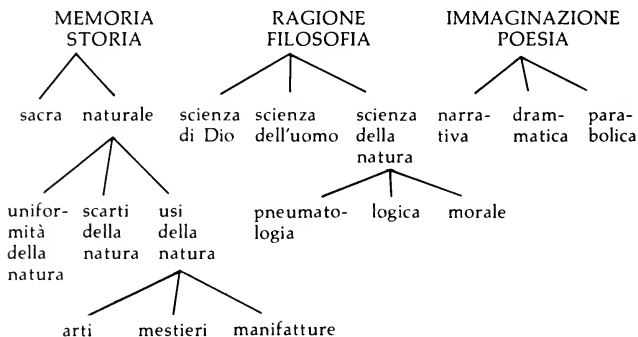 MEMORIA
STORIA
RAGIONE
FILOSOFIA
IMMAGINAZIONE
POESIA
sacra
naturale
scienza
di Dio
scienza
dell'uomo
scienza
della
natura
narra-
tiva
dram-
matica
para-
bolica
unifor-
mità
della
natura
scarti
della
natura
usi
della
natura
pneumato-
logia
logica
morale
arti
mestieri
manifatture